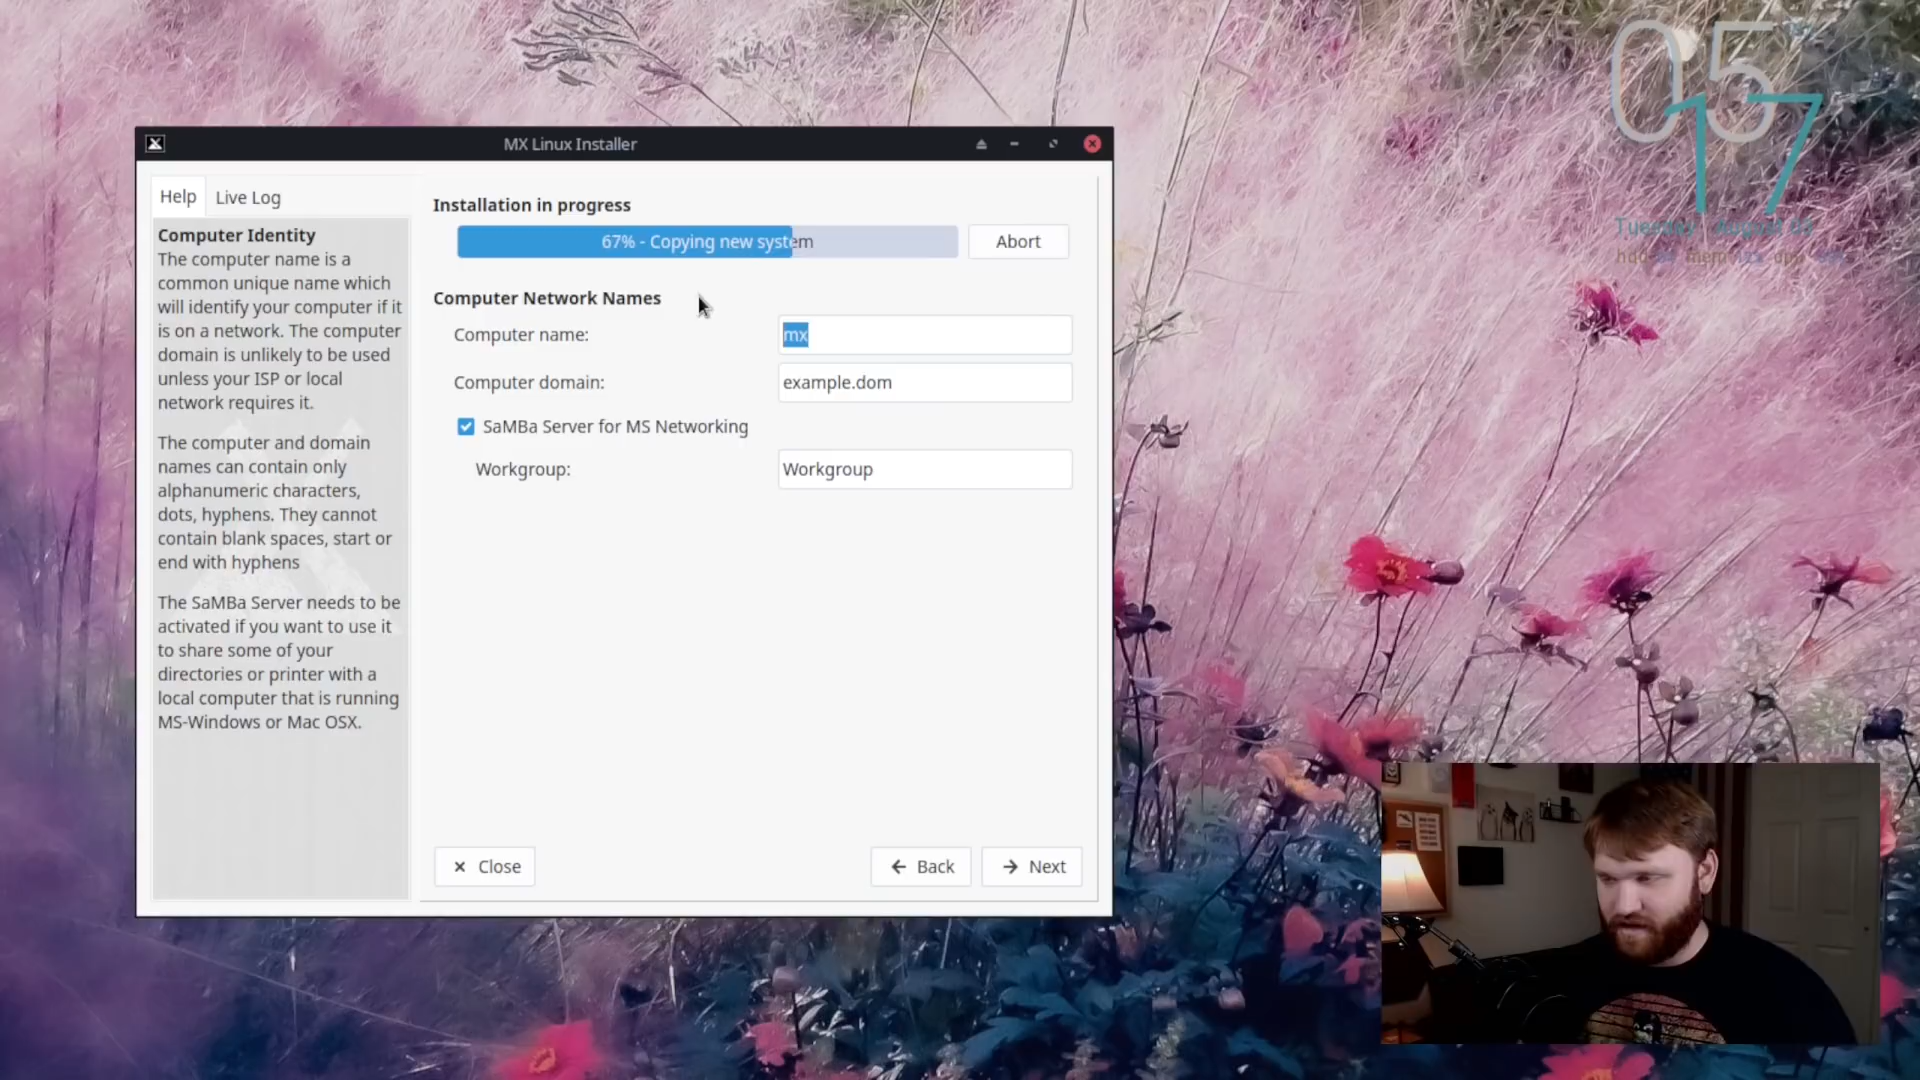 05
17
Tuesday
MX Linux Installer
Help
Live Log
Computer Identity
The computer name is a
common unique name which
will identify your computer if it
is on a network. The computer
domain is unlikely to be used
unless your ISP or local
network requires it.
The computer and domain
names can contain only
alphanumeric characters,
dots, hyphens. They cannot
contain blank spaces, start or
end with hyphens
The SaMBa Server needs to be
activated if you want to use it
to share some of your
directories or printer with a
local computer that is running
MS-Windows or Mac OSX.
Installation in progress
67% - Copying new system
Abort
Computer Network Names
Computer name:
mx
Computer domain:
example.dom
SaMBa Server for MS Networking
Workgroup:
Workgroup
Close
Back
Next